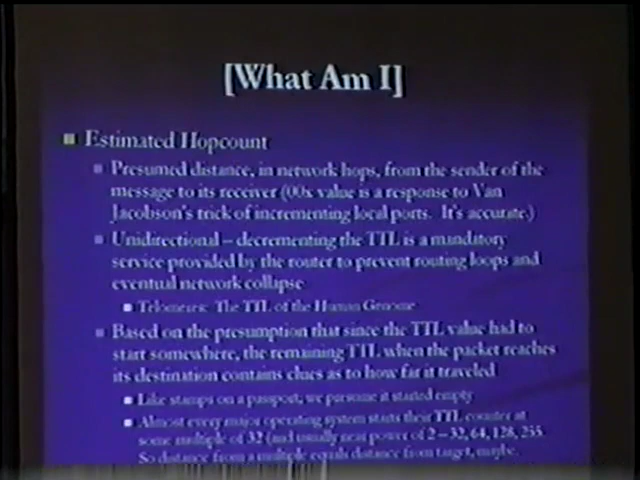 [What Am I]
Estimated Hopcount
Presumed distance, in network hops, from the sender of the
message to its receiver (00x value is a response to Van
Jacobson's trick of incrementing local ports. It's accurate.)
Unidirectional – decrementing the TTL is a mandatory
service provided by the router to prevent routing loops and
eventual network collapse
Telomeres: The TTL of the Human Genome
Based on the presumption that since the TTL value had to
start somewhere, the remaining TTL when the packet reaches
its destination contains clues as to how far it traveled
Like stamps on a passport, we presume it started empty
Almost every major operating system starts their TTL counter at
some multiple of 32 (and usually near power of 2 – 32, 64, 128, 255.
So distance from a multiple equals distance from target, maybe.